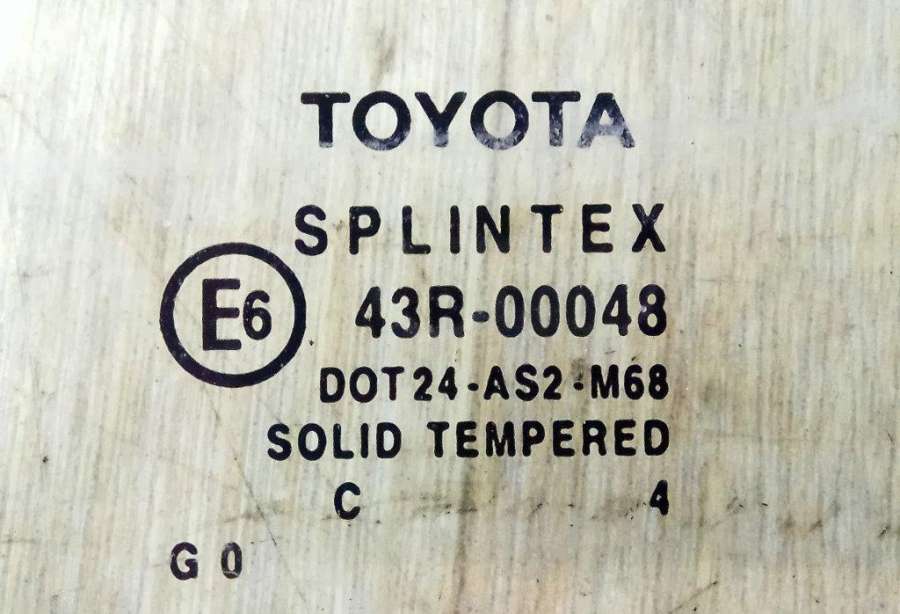 TOYOTA
SPLINTEX
E6 43R-00048
DOT24-AS2-M68
SOLID TEMPERED
C 4
G0